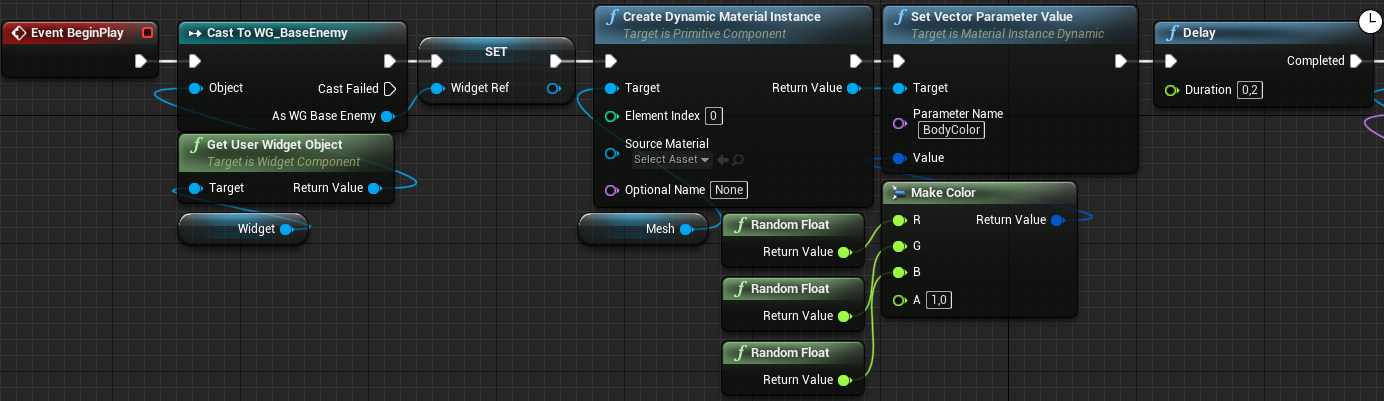 Event BeginPlay
Cast To WG_BaseEnemy
Object
Cast Failed
As WG Base Enemy
Get User Widget Object
Target is Widget Component
Target
Return Value
Widget
SET
Widget Ref
Create Dynamic Material Instance
Target is Primitive Component
Target
Return Value
Element Index 0
Source Material
Select Asset
Optional Name None
Mesh
Set Vector Parameter Value
Target is Material Instance Dynamic
Target
Parameter Name
BodyColor
Value
Make Color
R
Return Value
G
B
A 1,0
Random Float
Return Value
Random Float
Return Value
Random Float
Return Value
Delay
Completed
Duration 0,2